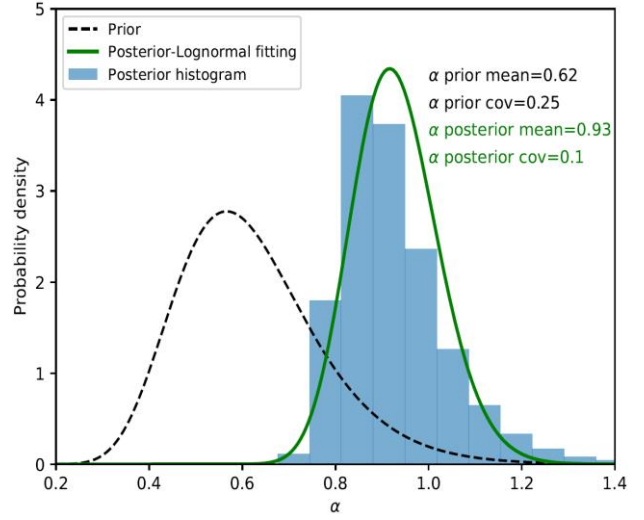 5
4
3
2
1
0
Probability density
Prior
Posterior-Lognormal fitting
Posterior histogram
α prior mean=0.62
α prior cov=0.25
α posterior mean=0.93
α posterior cov=0.1
0.2 0.4 0.6 0.8 1.0 1.2 1.4
α